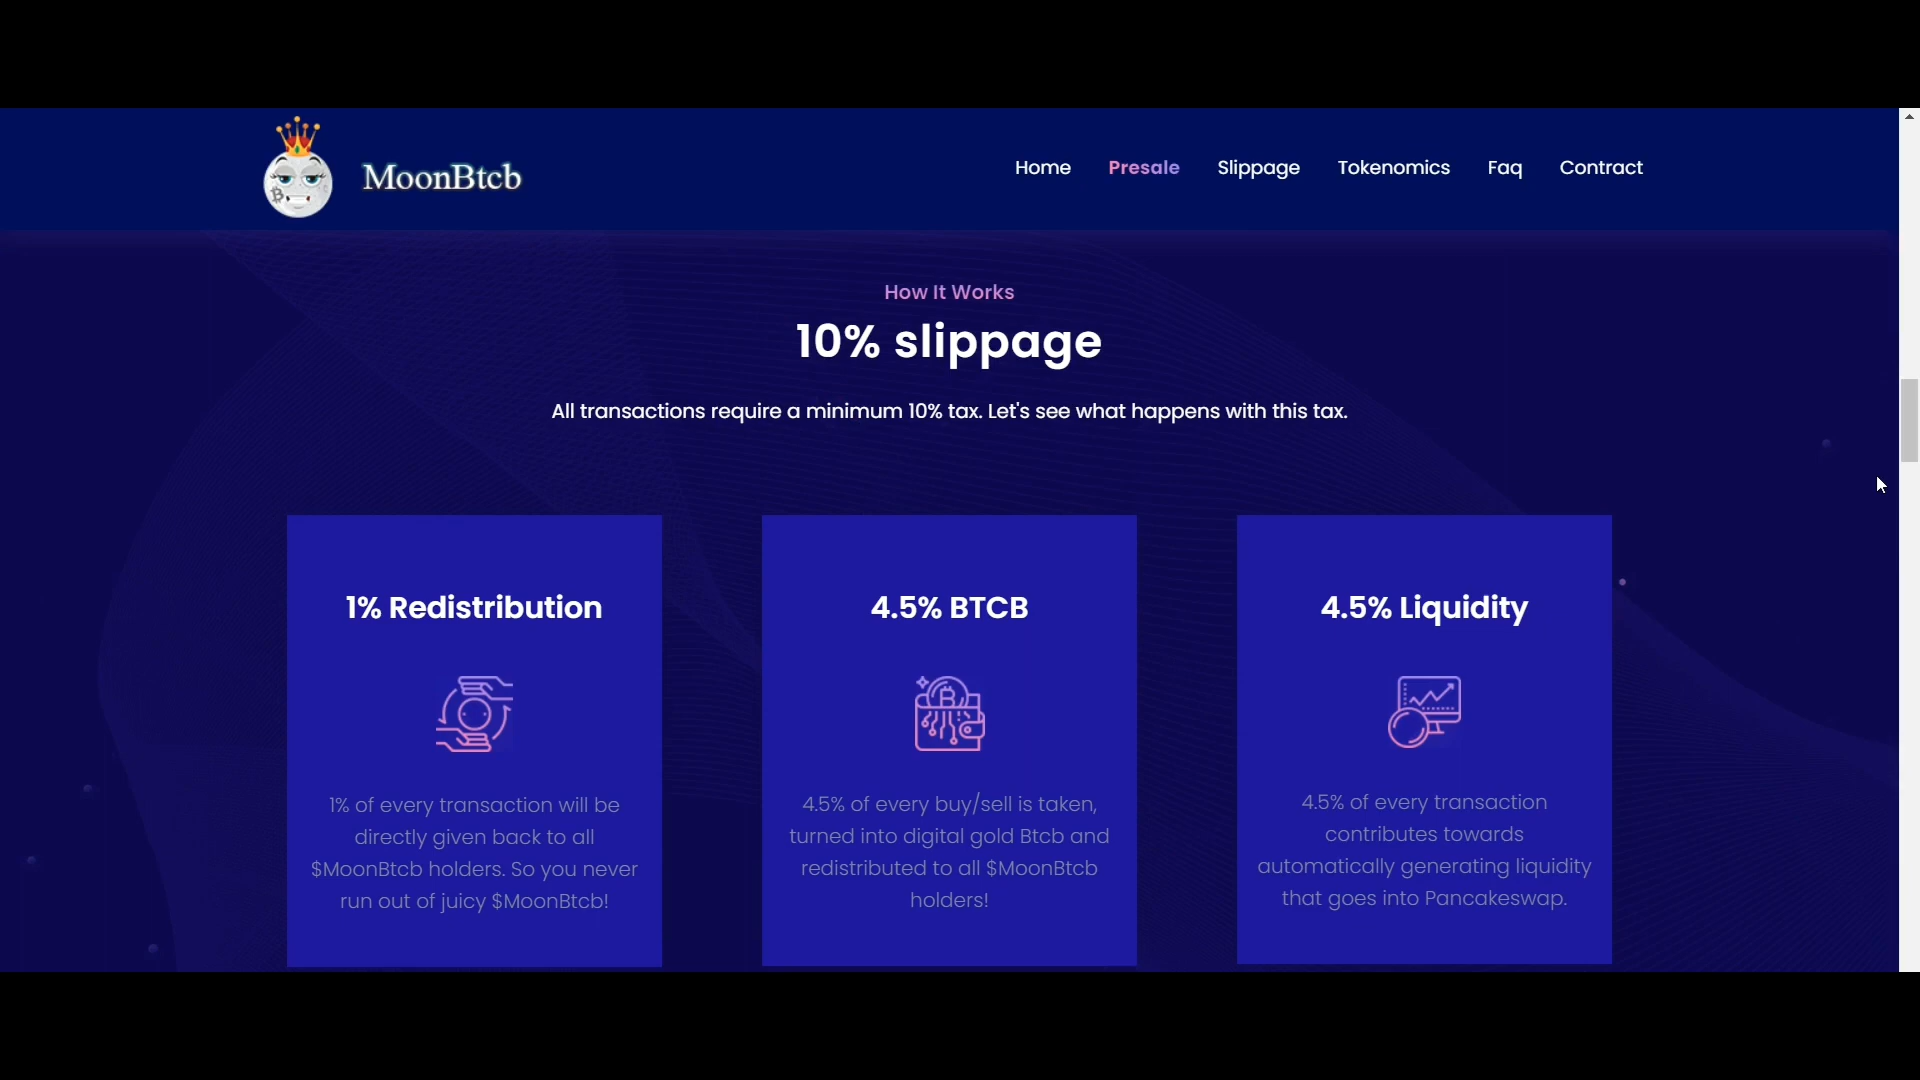 MoonBtcb
Home Presale Slippage Tokenomics Faq Contract
How It Works
10% slippage
All transactions require a minimum 10% tax. Let's see what happens with this tax.
1% Redistribution
1% of every transaction will be
directly given back to all
$MoonBtcb holders. So you never
run out of juicy $MoonBtcb!
4.5% BTCB
4.5% of every buy/sell is taken,
turned into digital gold Btcb and
redistributed to all $MoonBtcb
holders!
4.5% Liquidity
4.5% of every transaction
contributes towards
automatically generating liquidity
that goes into Pancakeswap.